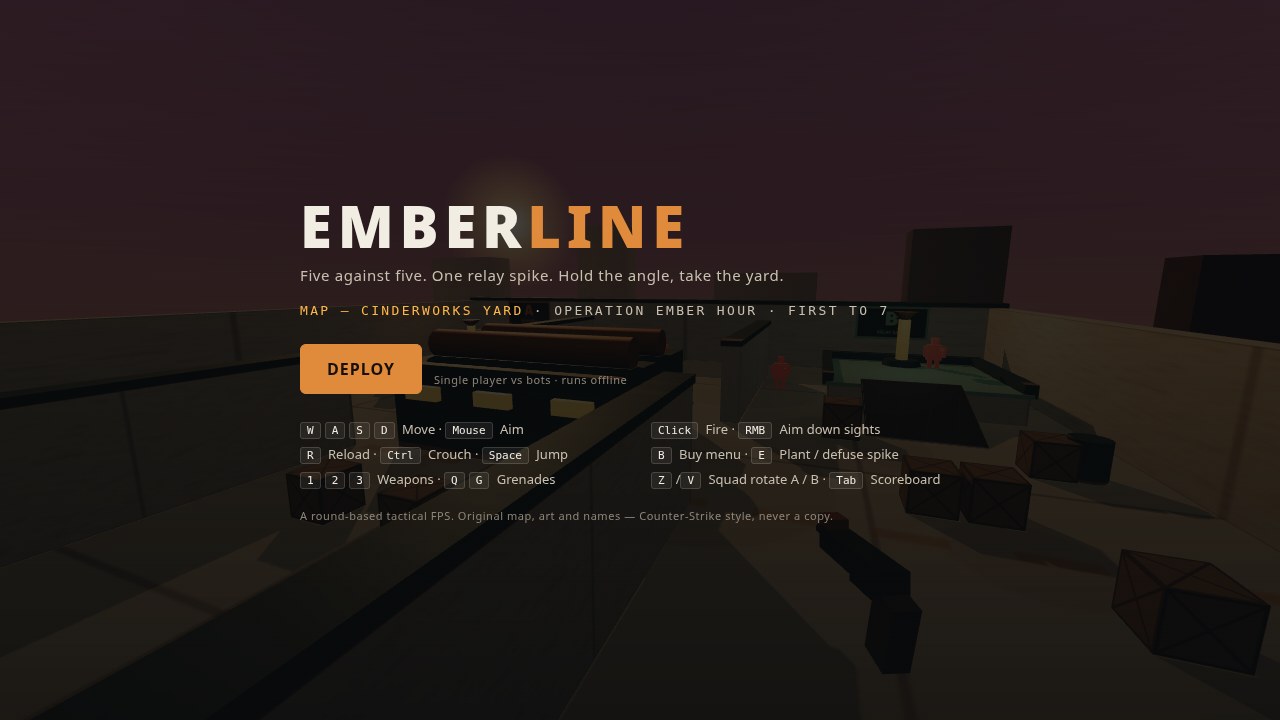 EMBERLINE
Five against five. One relay spike. Hold the angle, take the yard.
MAP — CINDERWORKS YARD · OPERATION EMBER HOUR · FIRST TO 7
DEPLOY
Single player vs bots · runs offline
W A S D Move · Mouse Aim
Click Fire · RMB Aim down sights
R Reload · Ctrl Crouch · Space Jump
B Buy menu · E Plant / defuse spike
1 2 3 Weapons · Q G Grenades
Z / V Squad rotate A / B · Tab Scoreboard
A round-based tactical FPS. Original map, art and names — Counter-Strike style, never a copy.